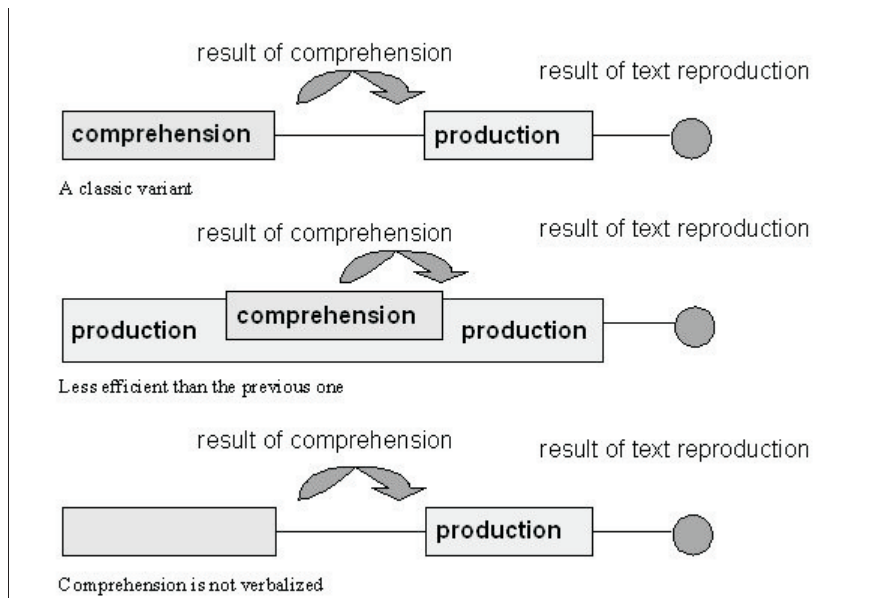 result of comprehension
result of text reproduction
comprehension
production
A classic variant
result of comprehension
result of text reproduction
production
comprehension
production
Less efficient than the previous one
result of comprehension
result of text reproduction
production
Comprehension is not verbalized